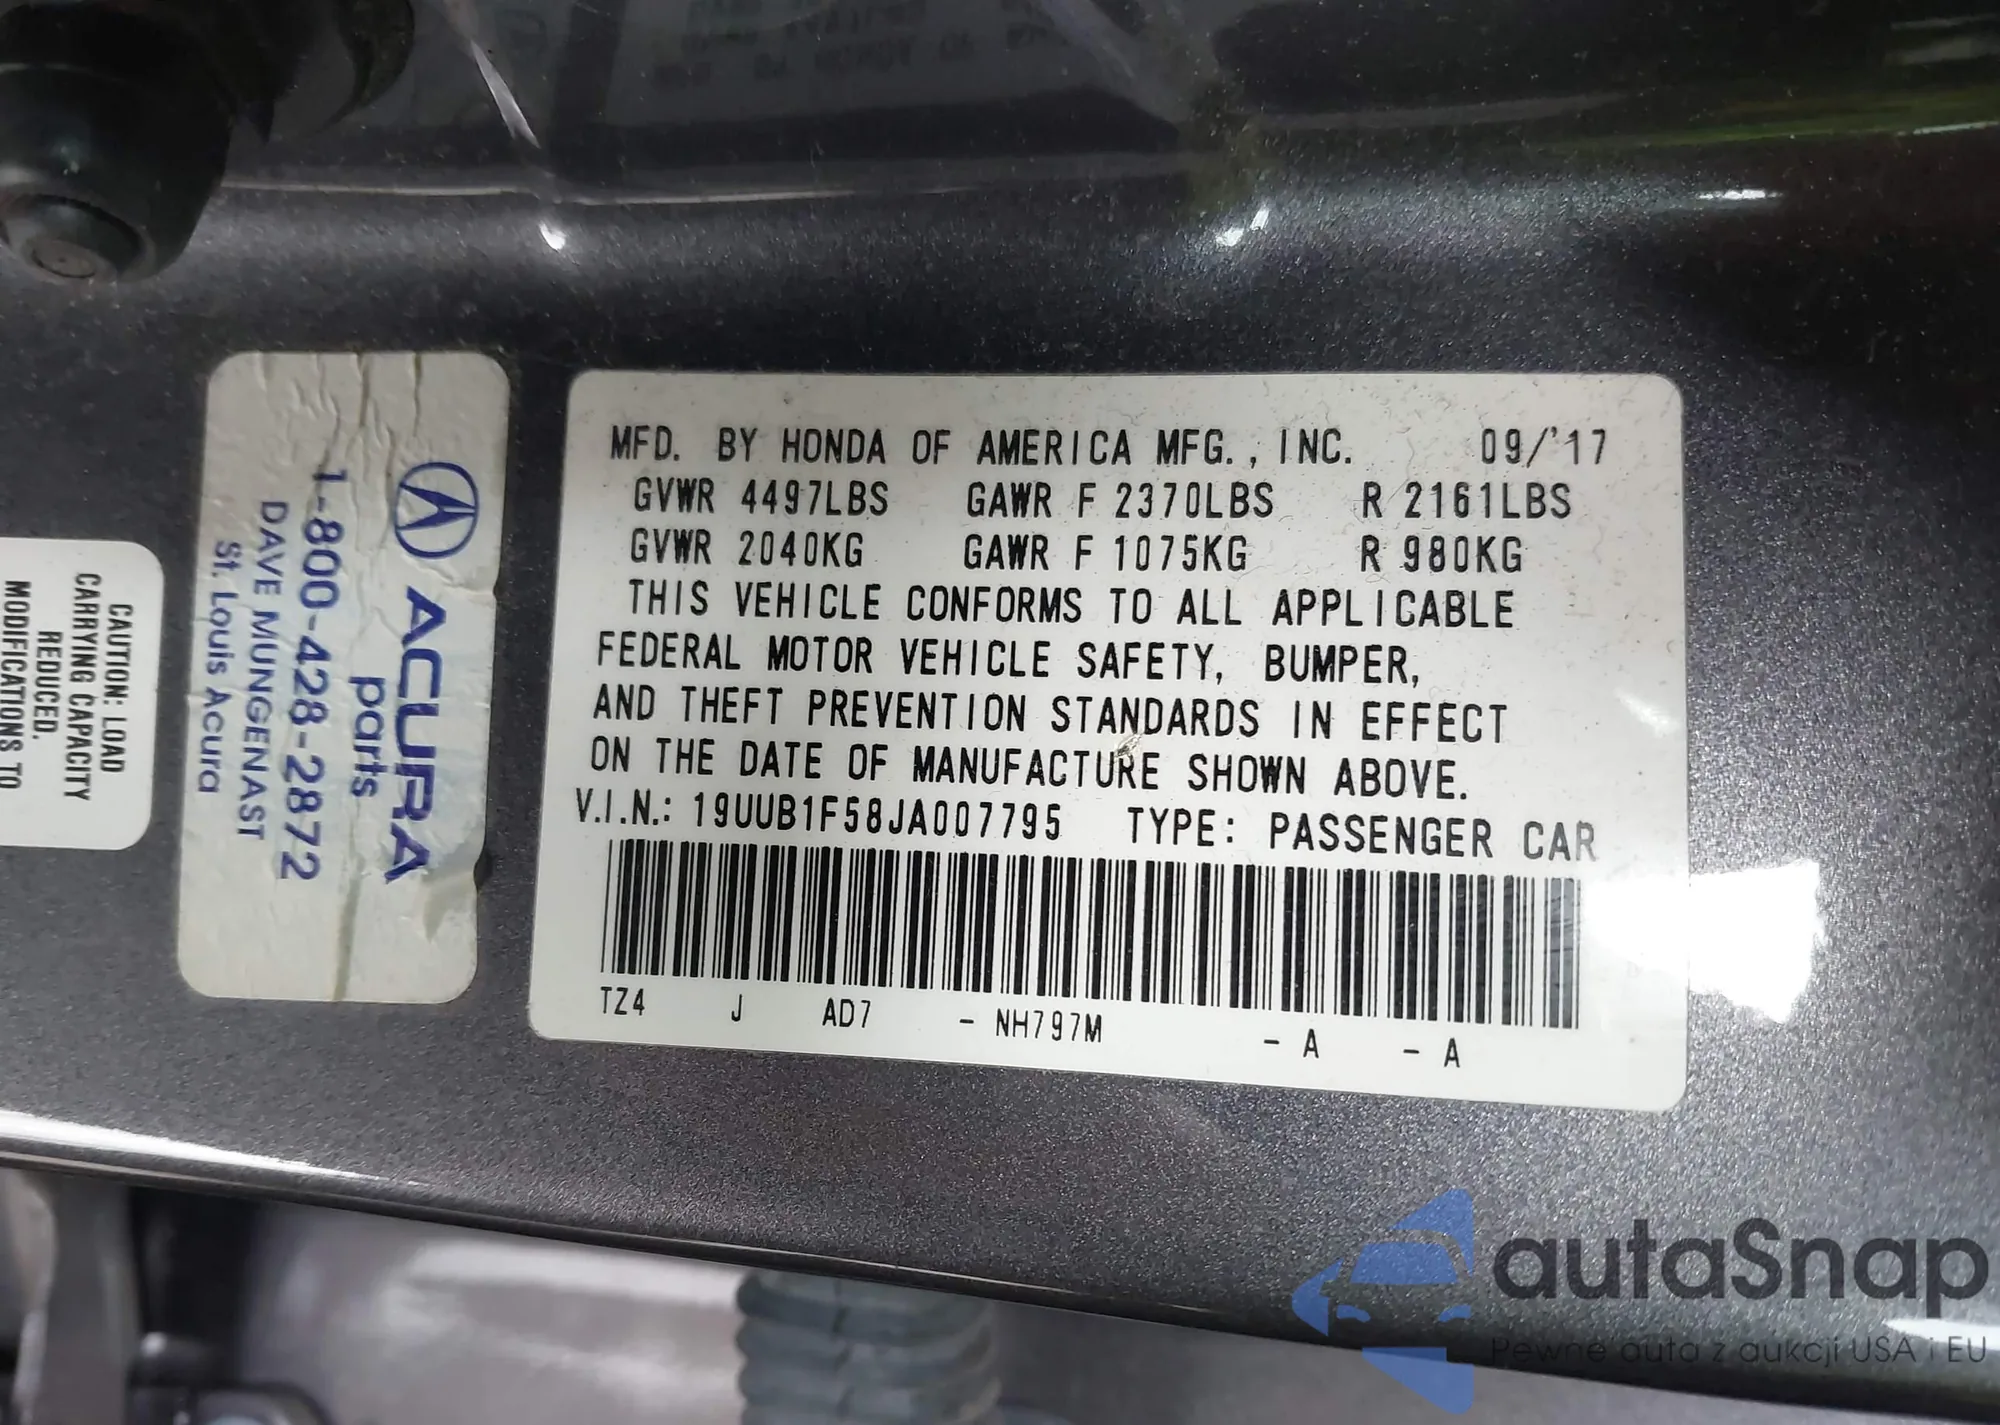 MFD. BY HONDA OF AMERICA MFG., INC. 09/'17
GVWR 4497LBS GAWR F 2370LBS R 2161LBS
GVWR 2040KG GAWR F 1075KG R 980KG
THIS VEHICLE CONFORMS TO ALL APPLICABLE
FEDERAL MOTOR VEHICLE SAFETY, BUMPER,
AND THEFT PREVENTION STANDARDS IN EFFECT
ON THE DATE OF MANUFACTURE SHOWN ABOVE.
V.I.N.: 19UUB1F58JA007795 TYPE: PASSENGER CAR
TZ4 J AD7 - NH797M - A - A
ACURA
parts
1-800-428-2872
DAVE MUNGENAST
St. Louis Acura
CAUTION: LOAD
CARRYING CAPACITY
REDUCED.
MODIFICATIONS TO
autaSnap
Pewne auta z aukcji USA i EU